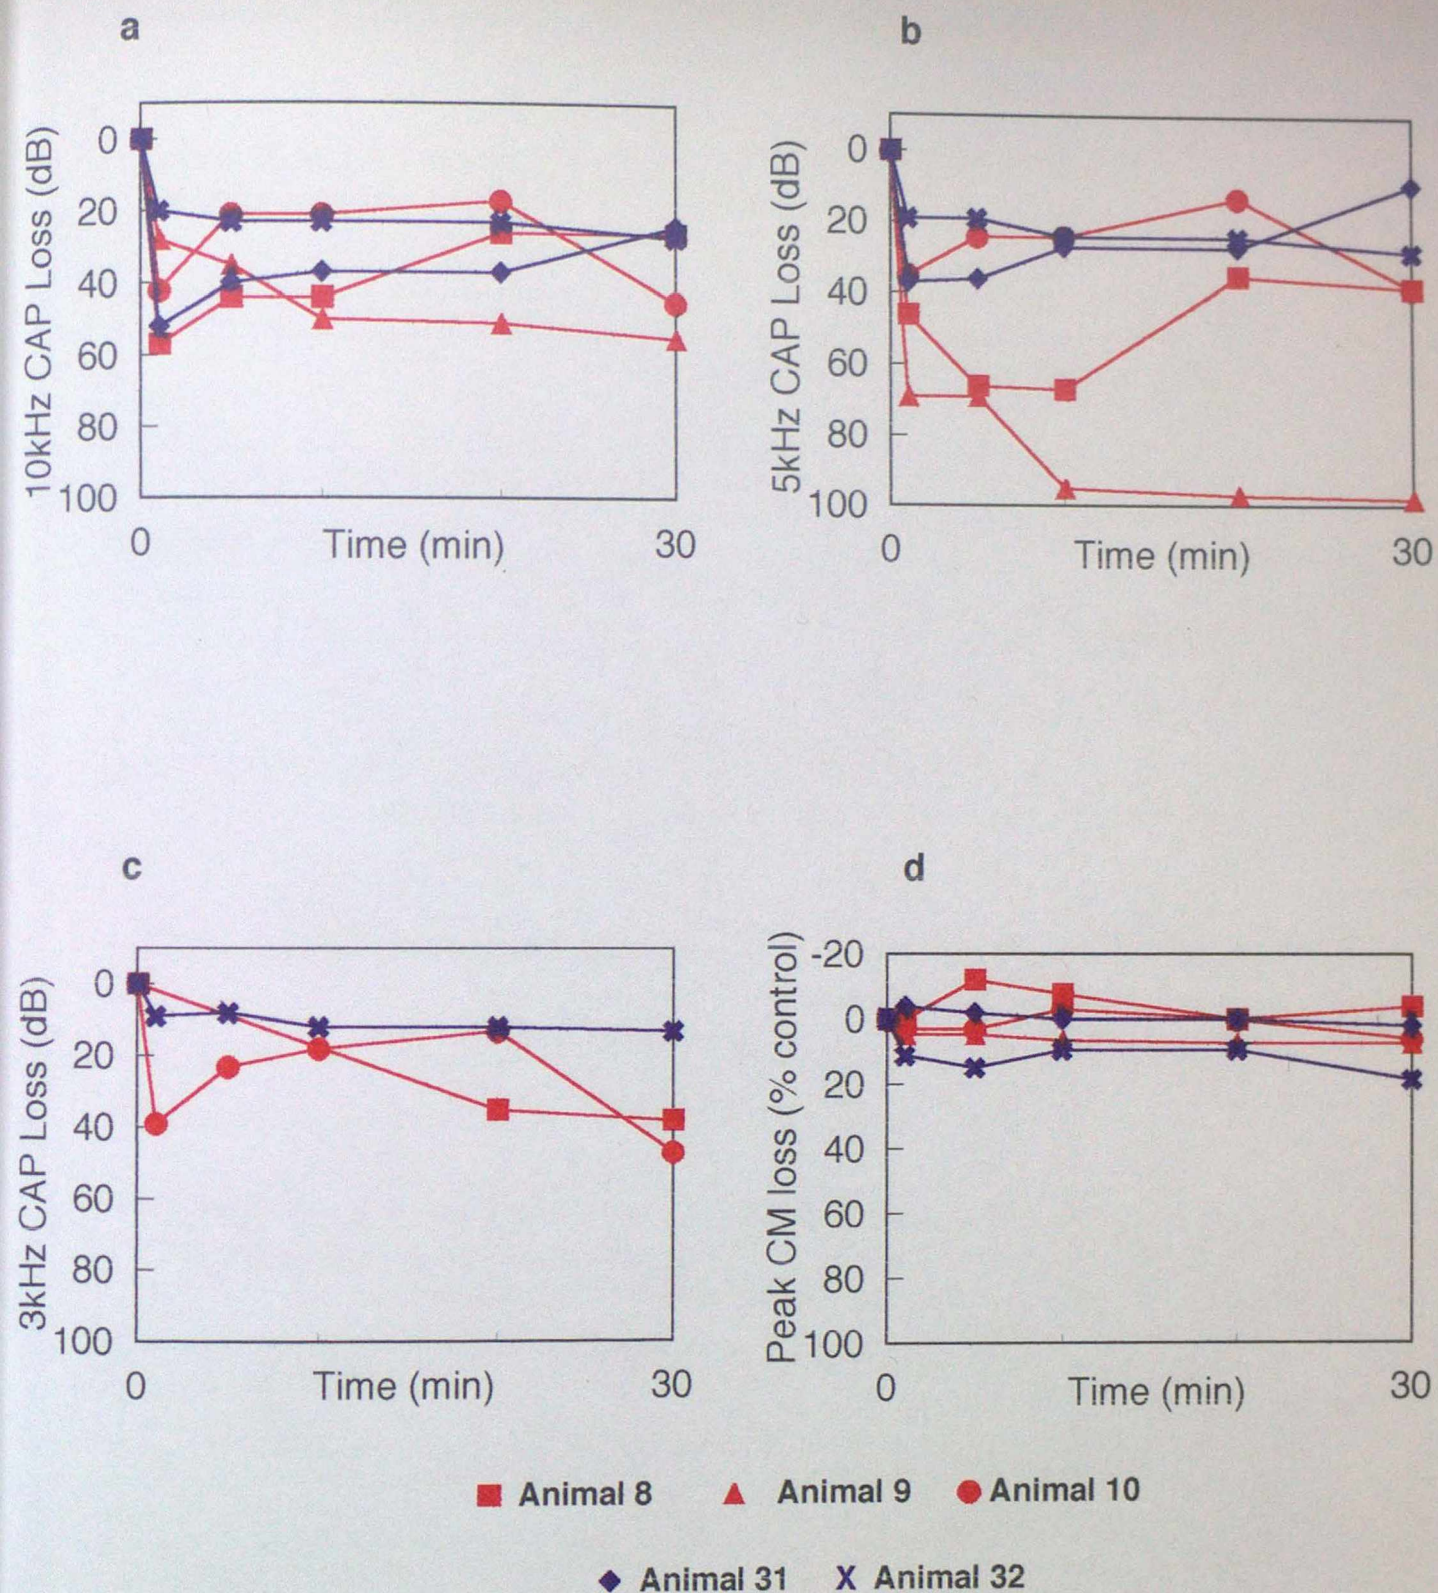 a
10kHz CAP Loss (dB)
0
20
40
60
80
100
0
Time (min)
30
b
5kHz CAP Loss (dB)
0
20
40
60
80
100
0
Time (min)
30
c
3kHz CAP Loss (dB)
0
20
40
60
80
100
0
Time (min)
30
d
Peak CM loss (% control)
-20
0
20
40
60
80
100
0
Time (min)
30
Animal 8 Animal 9 Animal 10
Animal 31 Animal 32